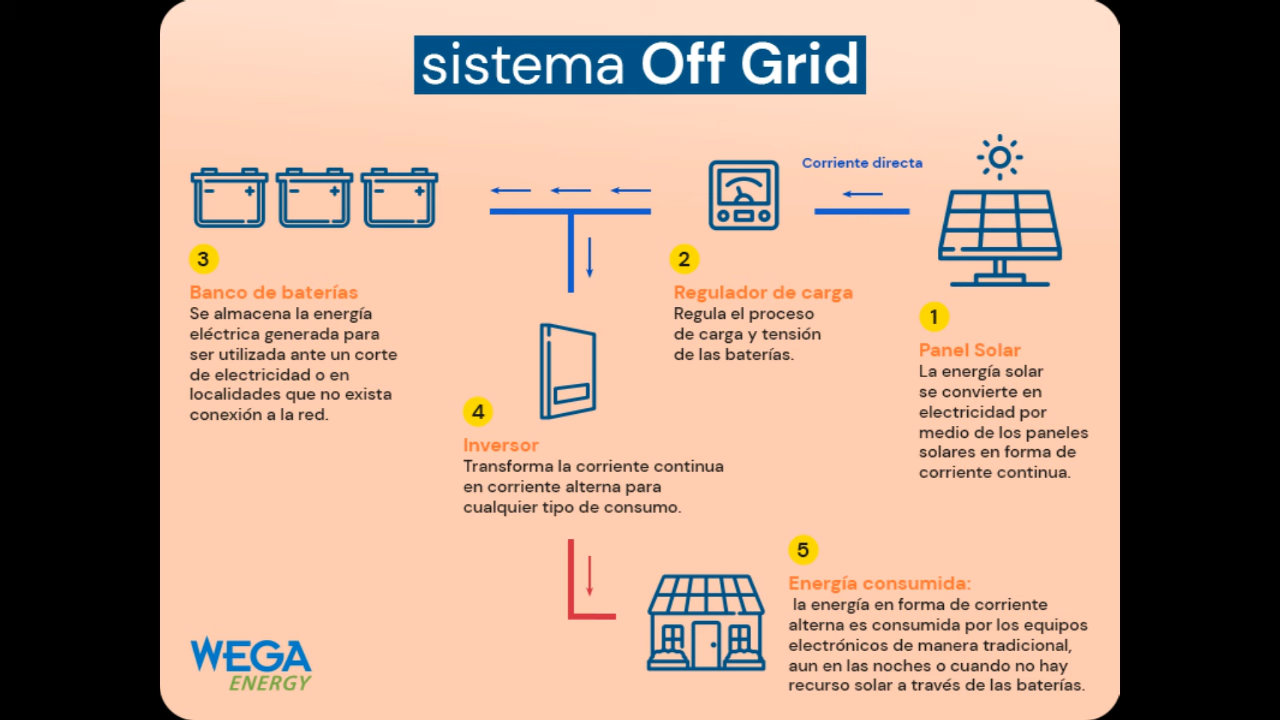 sistema Off Grid
Corriente directa
1
Panel Solar
La energía solar
se convierte en
electricidad por
medio de los paneles
solares en forma de
corriente continua.
2
Regulador de carga
Regula el proceso
de carga y tensión
de las baterías.
3
Banco de baterías
Se almacena la energía
eléctrica generada para
ser utilizada ante un corte
de electricidad o en
localidades que no exista
conexión a la red.
4
Inversor
Transforma la corriente continua
en corriente alterna para
cualquier tipo de consumo.
5
Energía consumida:
la energía en forma de corriente
alterna es consumida por los equipos
electrónicos de manera tradicional,
aun en las noches o cuando no hay
recurso solar a través de las baterías.
WEGA
ENERGY